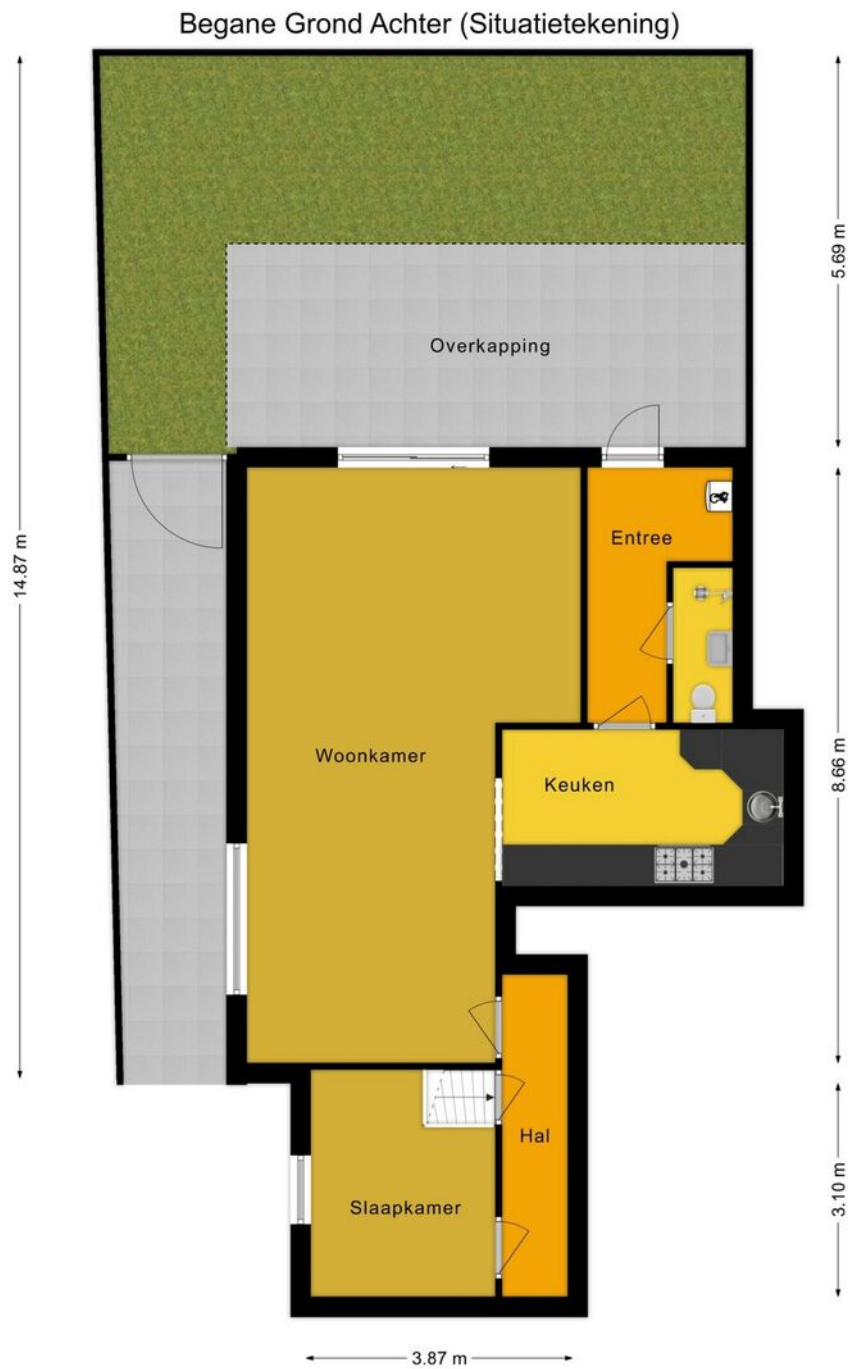 Begane Grond Achter (Situatietekening)
5.69 m
Overkapping
14.87 m
Entree
Woonkamer
8.66 m
Keuken
Hal
3.10 m
Slaapkamer
3.87 m